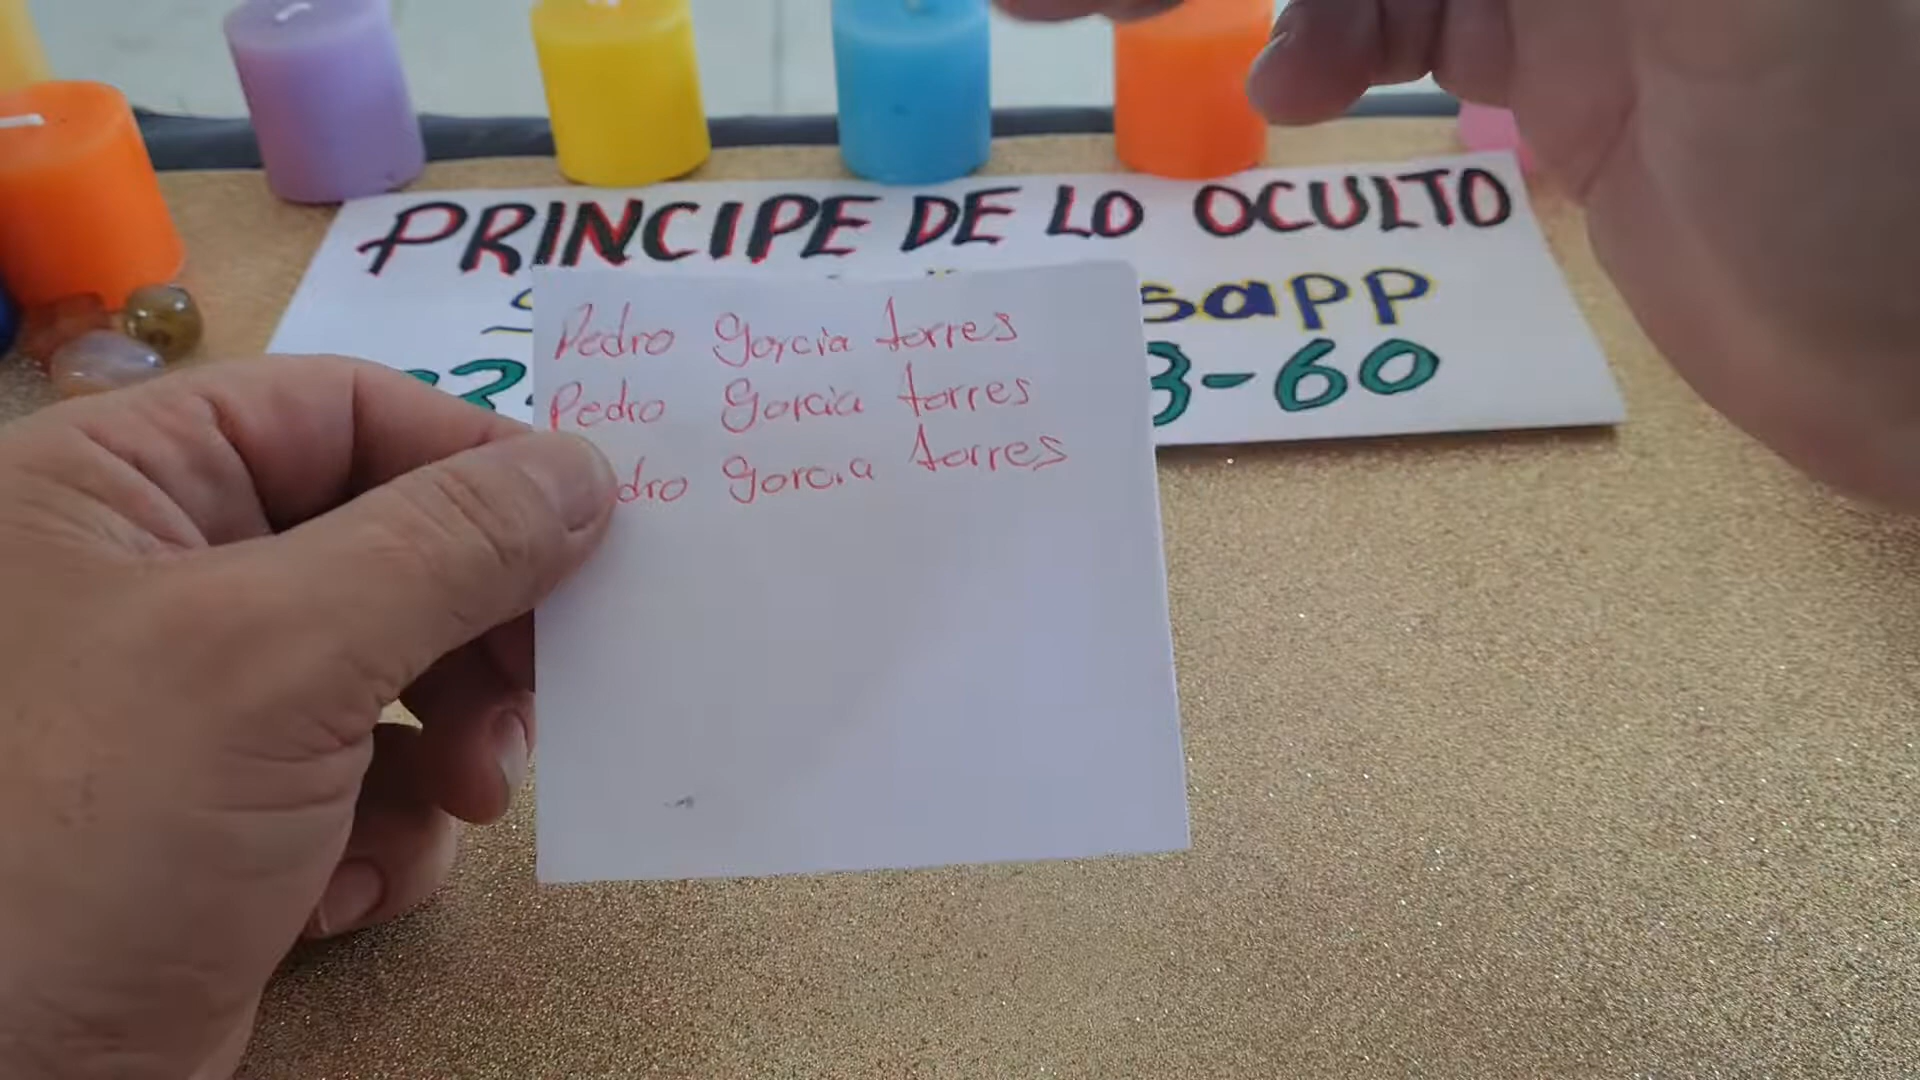 PRINCIPE DE LO OCULTO
sapp
3-60
Pedro Garcia torres
Pedro Garcia torres
dro Garcia torres